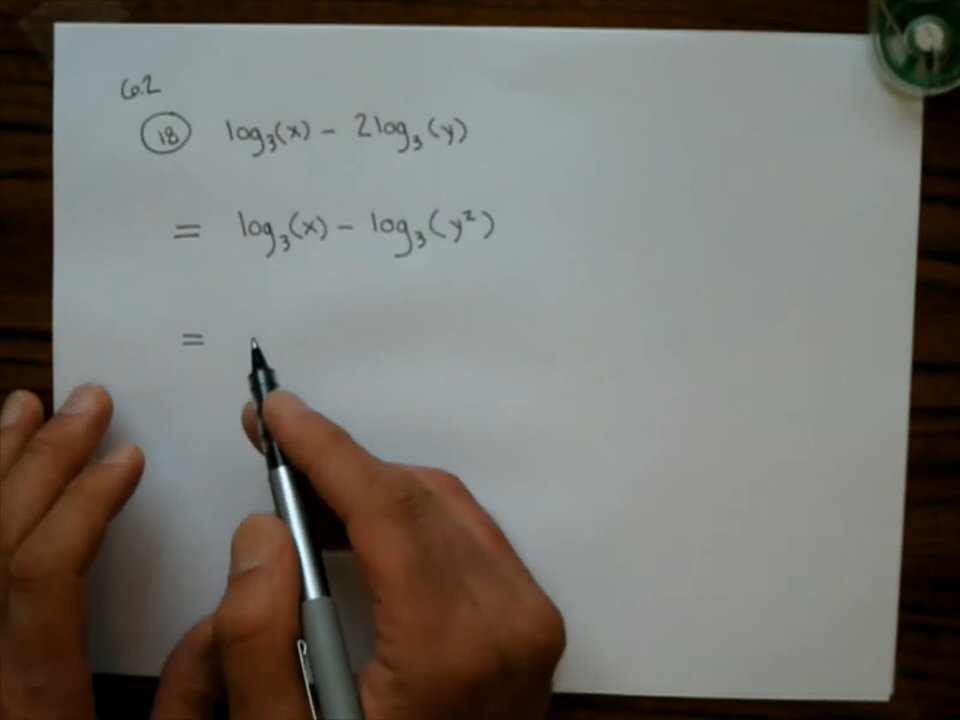 6.2
18 log₃(x) - 2log₃(y)
= log₃(x) - log₃(y²)
=